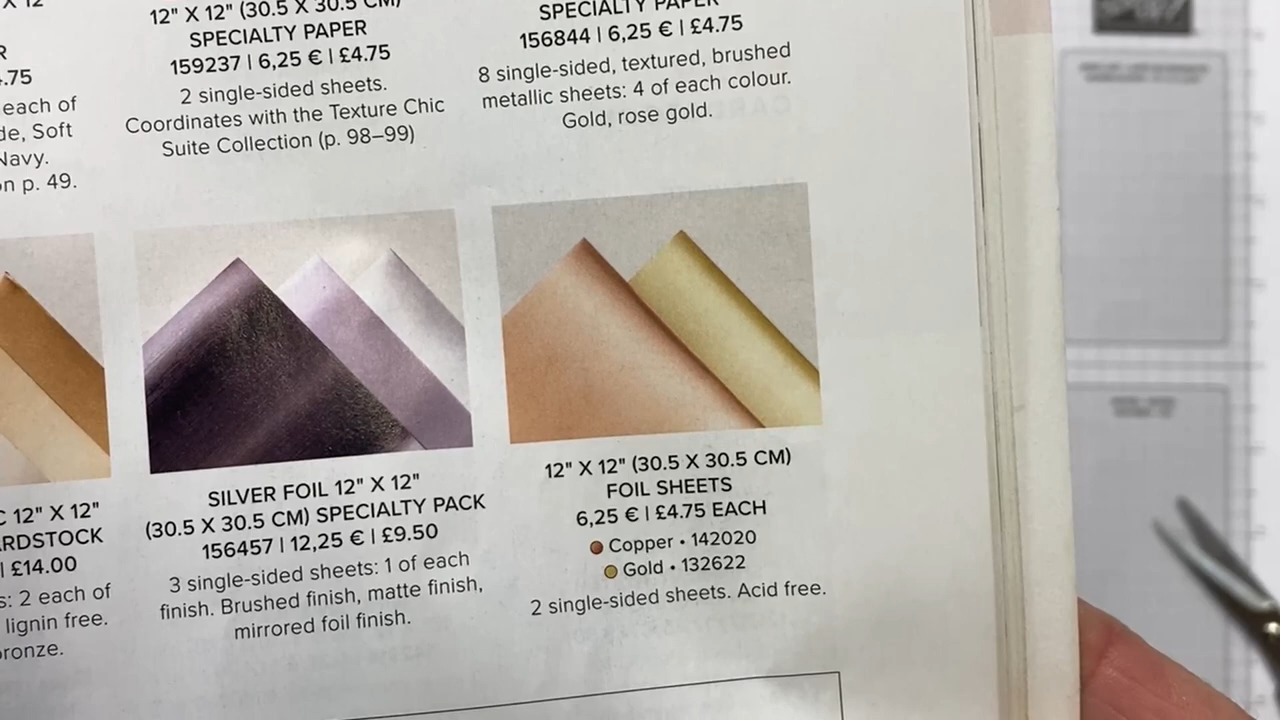 X 12"
R
.75
each of
de, Soft
Navy.
n p. 49.
12" X 12" (30.5 X 30.5 CM)
SPECIALTY PAPER
159237 | 6,25 € | £4.75
2 single-sided sheets.
Coordinates with the Texture Chic
Suite Collection (p. 98–99)
SPECIALTY PAPER
156844 | 6,25 € | £4.75
8 single-sided, textured, brushed
metallic sheets: 4 of each colour.
Gold, rose gold.
C 12" X 12"
ARDSTOCK
| £14.00
s: 2 each of
lignin free.
bronze.
SILVER FOIL 12" X 12"
(30.5 X 30.5 CM) SPECIALTY PACK
156457 | 12,25 € | £9.50
3 single-sided sheets: 1 of each
finish. Brushed finish, matte finish,
mirrored foil finish.
12" X 12" (30.5 X 30.5 CM)
FOIL SHEETS
6,25 € | £4.75 EACH
Copper • 142020
Gold • 132622
2 single-sided sheets. Acid free.